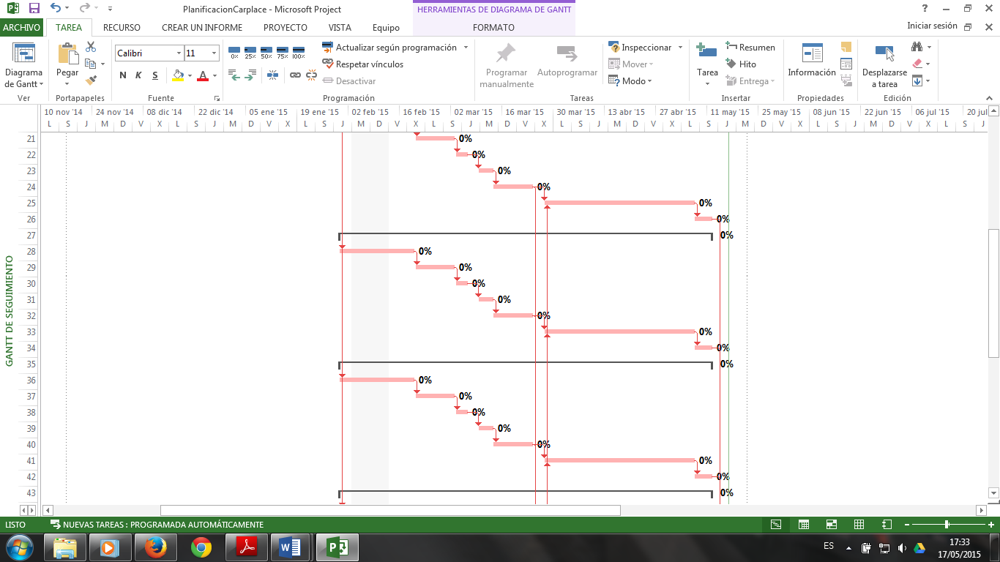 PlanificacionCarplace - Microsoft Project
HERRAMIENTAS DE DIAGRAMA DE GANTT
ARCHIVO TAREA RECURSO CREAR UN INFORME PROYECTO VISTA Equipo FORMATO Iniciar sesión
Diagrama de Gantt
Pegar
Calibri 11
N K S
0% 25% 50% 75% 100%
Actualizar según programación
Respetar vínculos
Desactivar
Programar manualmente
Autoprogramar
Inspeccionar
Mover
Modo
Tarea
Resumen
Hito
Entrega
Información
Desplazarse a tarea
Ver Portapapeles Fuente Programación Tareas Insertar Propiedades Edición
10 nov '14 24 nov '14 08 dic '14 22 dic '14 05 ene '15 19 ene '15 02 feb '15 16 feb '15 02 mar '15 16 mar '15 30 mar '15 13 abr '15 27 abr '15 11 may '15 25 may '15 08 jun '15 22 jun '15 06 jul '15 20 jul
L S J M D V X L S J M D V X L S J M D V X L S J M D V X L S J M D V X L S J M D V X L S J M D V X L S J
GANTT DE SEGUIMIENTO
21 0%
22 0%
23 0%
24 0%
25 0%
26 0%
27 0%
28 0%
29 0%
30 0%
31 0%
32 0%
33 0%
34 0%
35 0%
36 0%
37 0%
38 0%
39 0%
40 0%
41 0%
42 0%
43 0%
LISTO NUEVAS TAREAS : PROGRAMADA AUTOMÁTICAMENTE
ES
17:33
17/05/2015